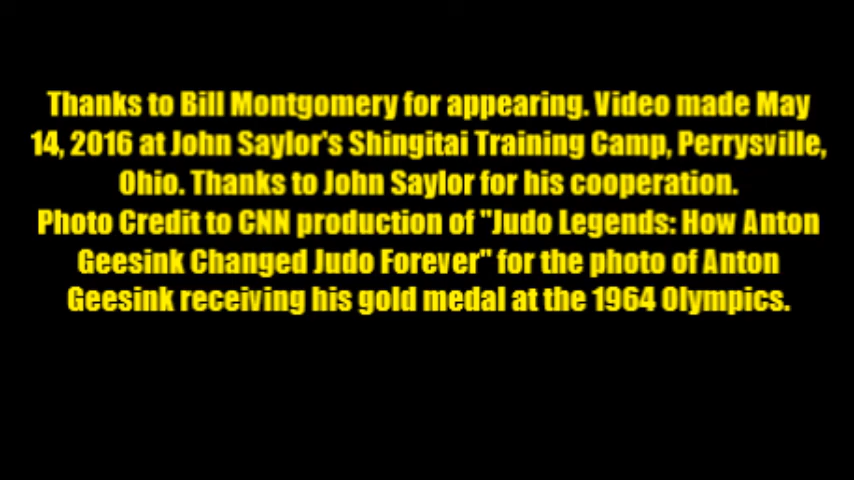 Thanks to Bill Montgomery for appearing. Video made May
14, 2016 at John Saylor's Shingitai Training Camp, Perrysville,
Ohio. Thanks to John Saylor for his cooperation.
Photo Credit to CNN production of "Judo Legends: How Anton
Geesink Changed Judo Forever" for the photo of Anton
Geesink receiving his gold medal at the 1964 Olympics.